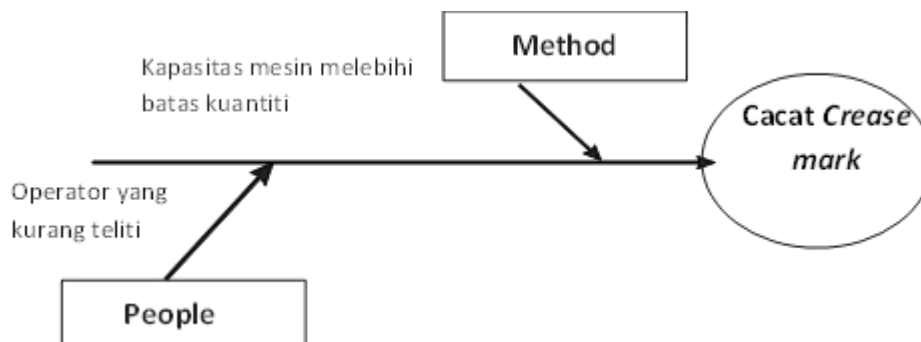 Method
Kapasitas mesin melebihi
batas kuantiti
Cacat Crease
mark
Operator yang
kurang teliti
People